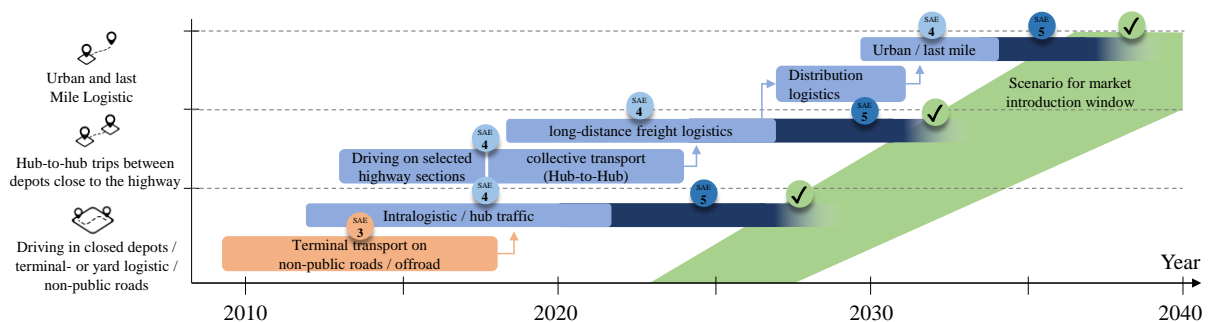 SAE
4
SAE
5
Urban / last mile
Urban and last
Mile Logistic
Distribution
logistics
Scenario for market
introduction window
SAE
4
SAE
5
long-distance freight logistics
Hub-to-hub trips between
depots close to the highway
SAE
4
Driving on selected
highway sections
collective transport
(Hub-to-Hub)
SAE
4
SAE
5
Intralogistic / hub traffic
Driving in closed depots /
terminal- or yard logistic /
non-public roads
SAE
3
Terminal transport on
non-public roads / offroad
Year
2010
2020
2030
2040